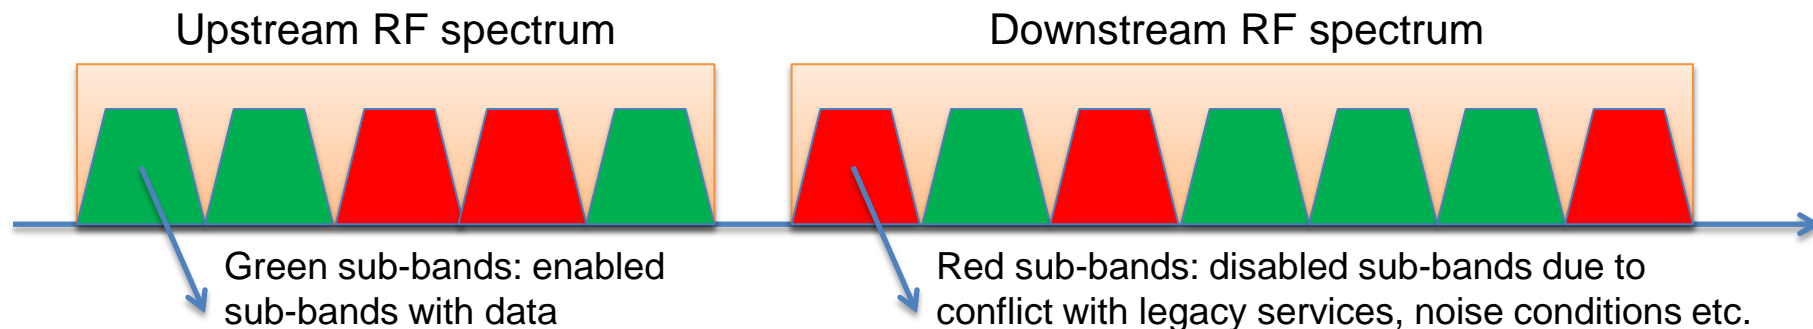 Upstream RF spectrum
Downstream RF spectrum
Green sub-bands: enabled
sub-bands with data
Red sub-bands: disabled sub-bands due to
conflict with legacy services, noise conditions etc.